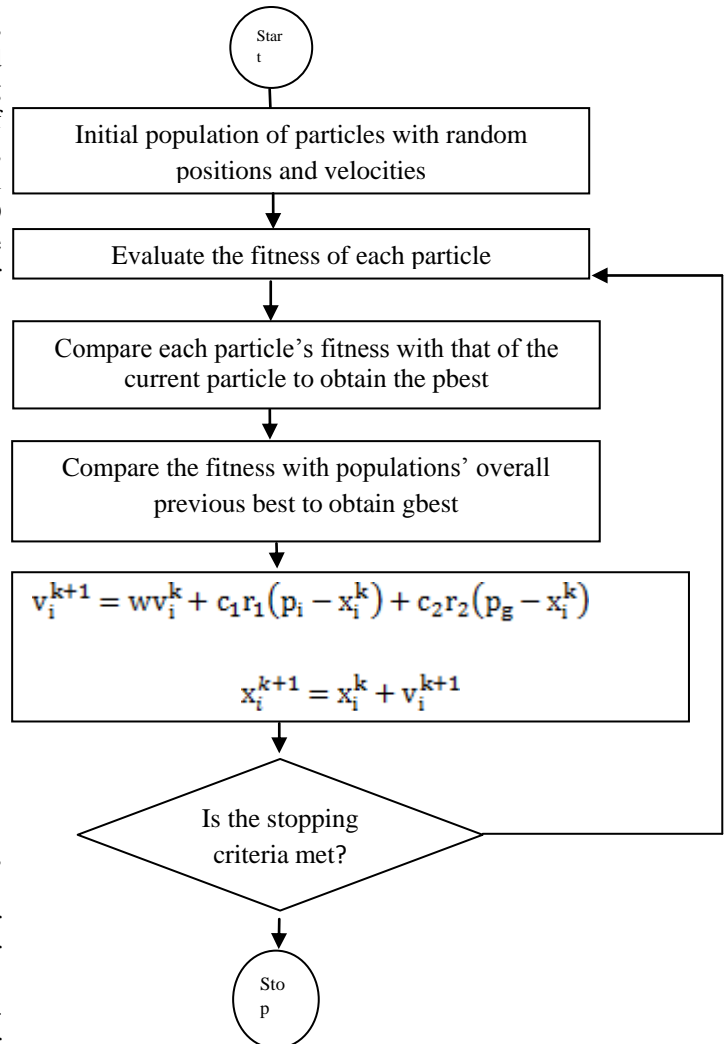 Star
t
Initial population of particles with random
positions and velocities
Evaluate the fitness of each particle
Compare each particle’s fitness with that of the
current particle to obtain the pbest
Compare the fitness with populations’ overall
previous best to obtain gbest
v_i^{k+1} = wv_i^k + c_1r_1(p_i − x_i^k) + c_2r_2(p_g − x_i^k)
x_i^{k+1} = x_i^k + v_i^{k+1}
Is the stopping
criteria met?
Sto
p